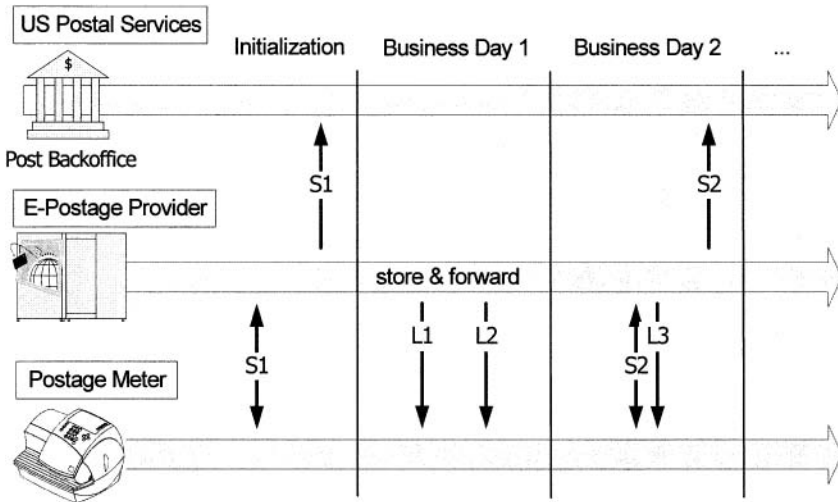 US Postal Services
Initialization Business Day 1 Business Day 2 ...
$
Post Backoffice
S1 S2
E-Postage Provider
store & forward
L1 L2 L3
S1 S2
Postage Meter